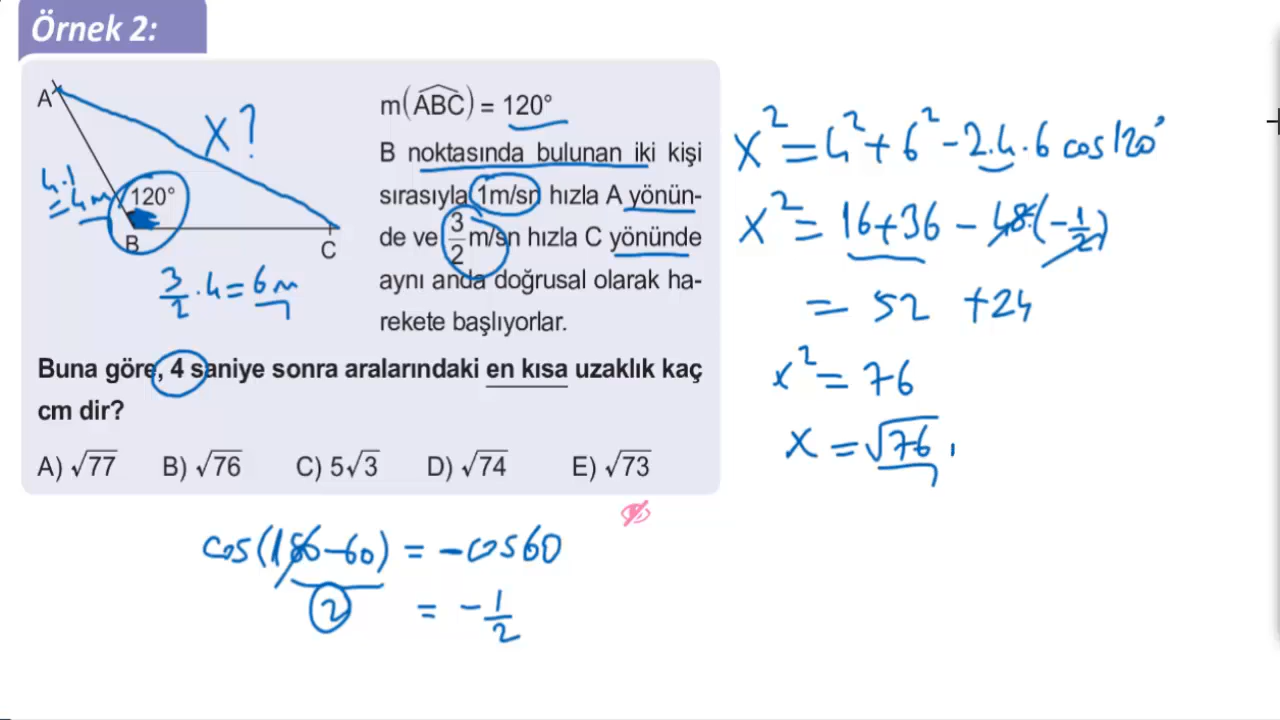 Örnek 2:
A
X?
4.1
=4m
120°
B
C
3/2 . 4 = 6m
m(ABC) = 120°
B noktasında bulunan iki kişi
sırasıyla 1m/sn hızla A yönün-
de ve 3/2 m/sn hızla C yönünde
aynı anda doğrusal olarak ha-
rekete başlıyorlar.
Buna göre, 4 saniye sonra aralarındaki en kısa uzaklık kaç
cm dir?
A) √77 B) √76 C) 5√3 D) √74 E) √73
x² = 4² + 6² - 2.4.6 cos120°
x² = 16+36 - 48.(-1/2)
= 52 +24
x² = 76
x = √76
cos(180-60) = -cos60
2 = -1/2